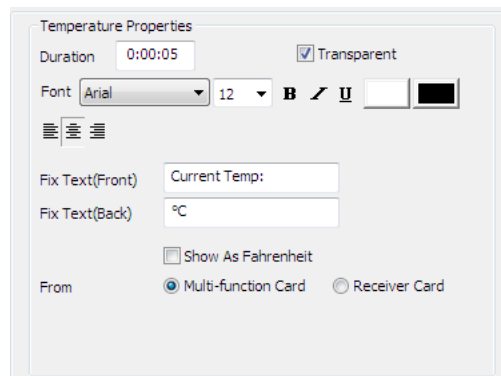 Temperature Properties
Duration 0:00:05 Transparent
Font Arial 12 B I U
Fix Text(Front) Current Temp:
Fix Text(Back) °C
Show As Fahrenheit
From Multi-function Card Receiver Card